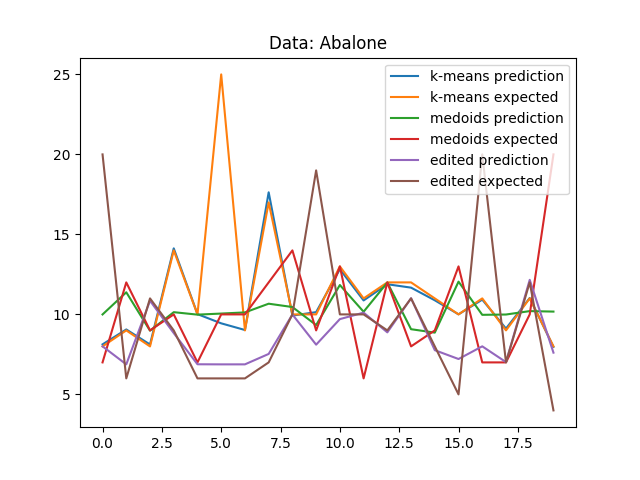 Data: Abalone
25
20
15
10
5
0.0 2.5 5.0 7.5 10.0 12.5 15.0 17.5
k-means prediction
k-means expected
medoids prediction
medoids expected
edited prediction
edited expected